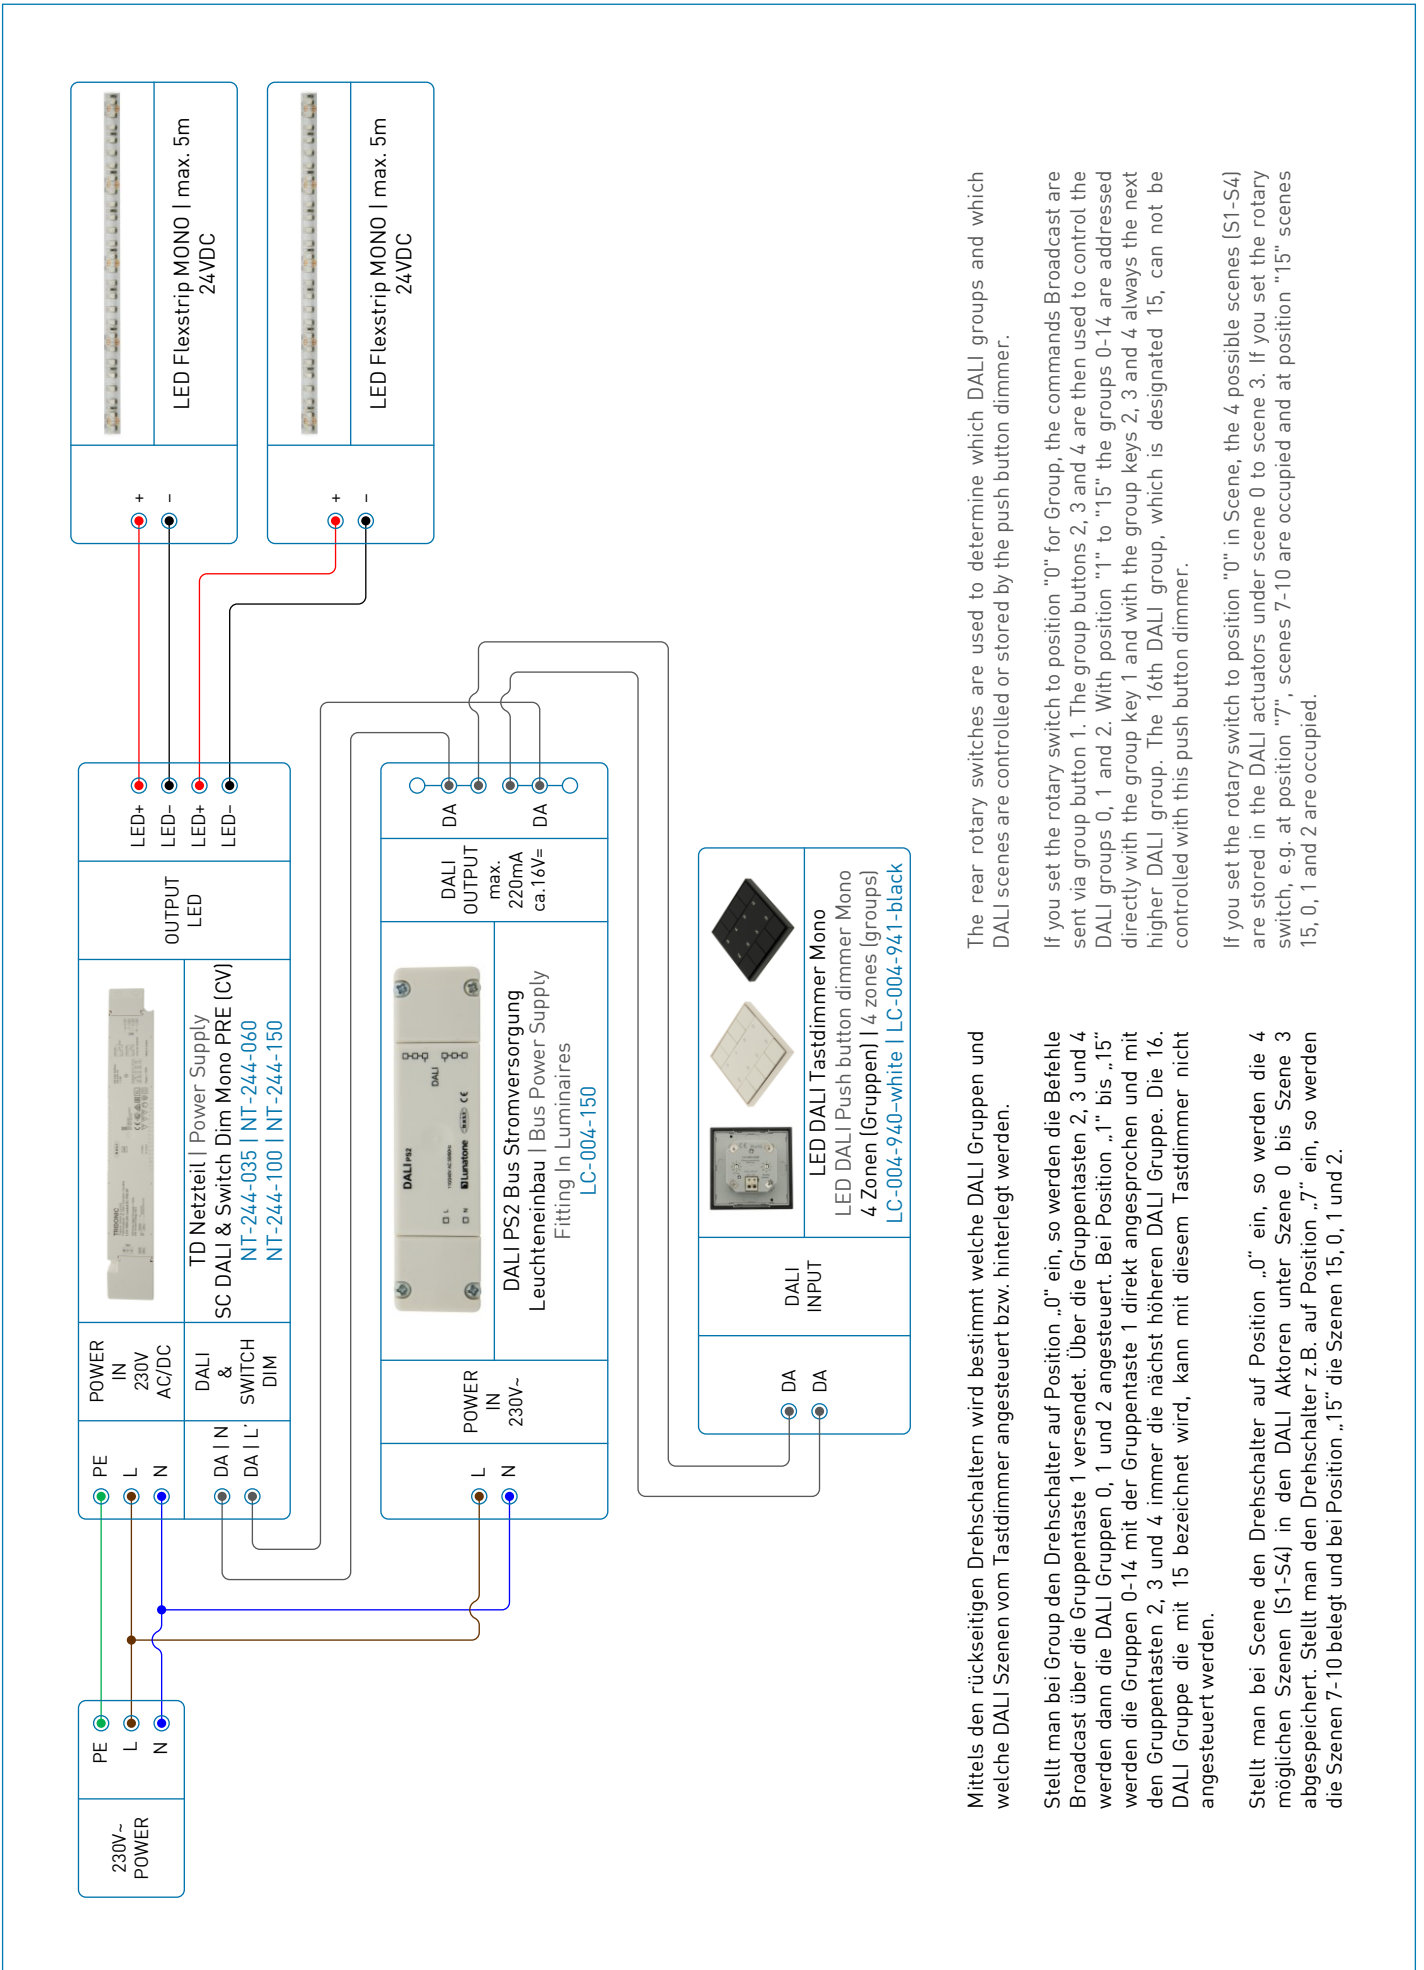 230V~
POWER
PE
L
N
PE
L
N
POWER
IN
230V
AC/DC
DA | N
DA | L'
DALI
&
SWITCH
DIM
TRIDONIC
TD Netzteil | Power Supply
SC DALI & Switch Dim Mono PRE (CV)
NT-244-035 | NT-244-060
NT-244-100 | NT-244-150
OUTPUT
LED
LED+
LED–
LED+
LED–
+
–
LED Flexstrip MONO | max. 5m
24VDC
+
–
LED Flexstrip MONO | max. 5m
24VDC
L
N
POWER
IN
230V~
DALI PS2
L
N
Lunatone
DALI
DALI PS2 Bus Stromversorgung
Leuchteneinbau | Bus Power Supply
Fitting In Luminaires
LC-004-150
DALI
OUTPUT
max.
220mA
ca.16V=
DA
DA
DA
DA
DALI
INPUT
LED DALI Tastdimmer Mono
LED DALI Push button dimmer Mono
4 Zonen (Gruppen) | 4 zones (groups)
LC-004-940–white | LC-004-941-black
Mittels den rückseitigen Drehschaltern wird bestimmt welche DALI Gruppen und
welche DALI Szenen vom Tastdimmer angesteuert bzw. hinterlegt werden.
Stellt man bei Group den Drehschalter auf Position „0" ein, so werden die Befehle
Broadcast über die Gruppentaste 1 versendet. Über die Gruppentasten 2, 3 und 4
werden dann die DALI Gruppen 0, 1 und 2 angesteuert. Bei Position „1" bis „15"
werden die Gruppen 0-14 mit der Gruppentaste 1 direkt angesprochen und mit
den Gruppentasten 2, 3 und 4 immer die nächst höheren DALI Gruppe. Die 16.
DALI Gruppe die mit 15 bezeichnet wird, kann mit diesem Tastdimmer nicht
angesteuert werden.
Stellt man bei Scene den Drehschalter auf Position „0" ein, so werden die 4
möglichen Szenen (S1-S4) in den DALI Aktoren unter Szene 0 bis Szene 3
abgespeichert. Stellt man den Drehschalter z.B. auf Position „7" ein, so werden
die Szenen 7-10 belegt und bei Position „15" die Szenen 15, 0, 1 und 2.
The rear rotary switches are used to determine which DALI groups and which
DALI scenes are controlled or stored by the push button dimmer.
If you set the rotary switch to position "0" for Group, the commands Broadcast are
sent via group button 1. The group buttons 2, 3 and 4 are then used to control the
DALI groups 0, 1 and 2. With position "1" to "15" the groups 0-14 are addressed
directly with the group key 1 and with the group keys 2, 3 and 4 always the next
higher DALI group. The 16th DALI group, which is designated 15, can not be
controlled with this push button dimmer.
If you set the rotary switch to position "0" in Scene, the 4 possible scenes (S1-S4)
are stored in the DALI actuators under scene 0 to scene 3. If you set the rotary
switch, e.g. at position "7", scenes 7-10 are occupied and at position "15" scenes
15, 0, 1 and 2 are occupied.